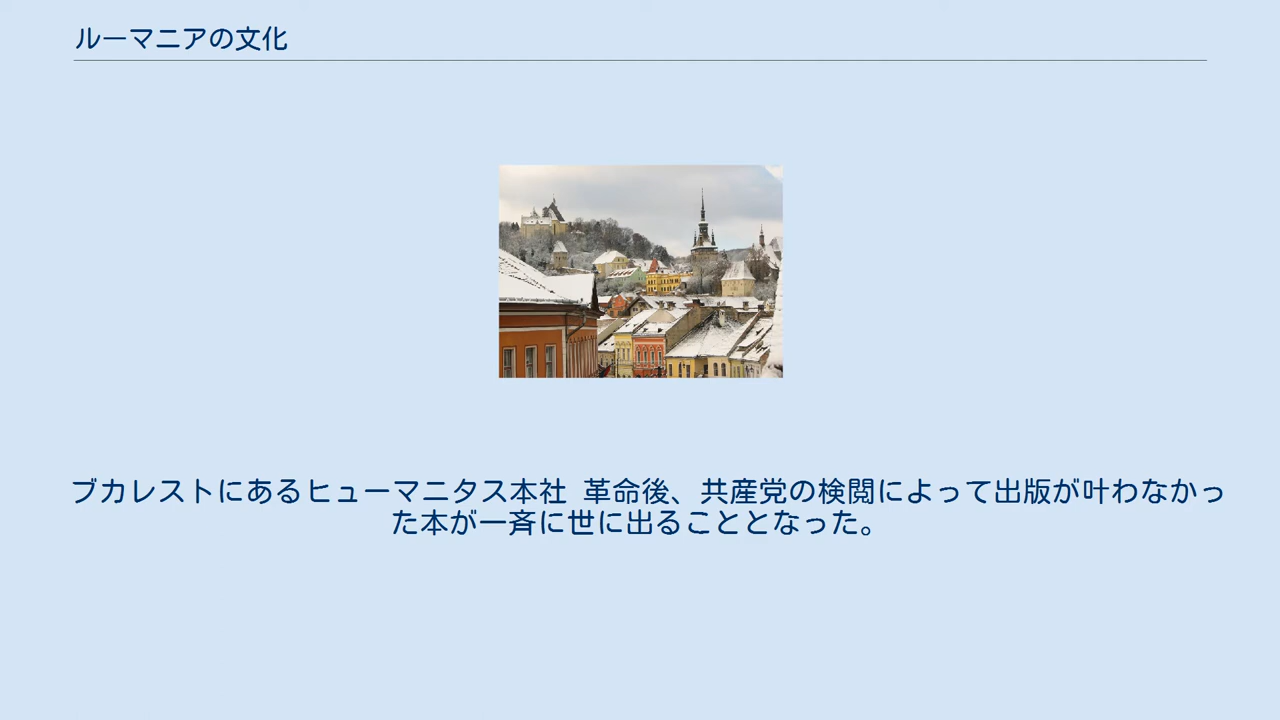 ルーマニアの文化
ブカレストにあるヒューマニタス本社 革命後、共産党の検閲によって出版が叶わなかっ
た本が一斉に世に出ることとなった。